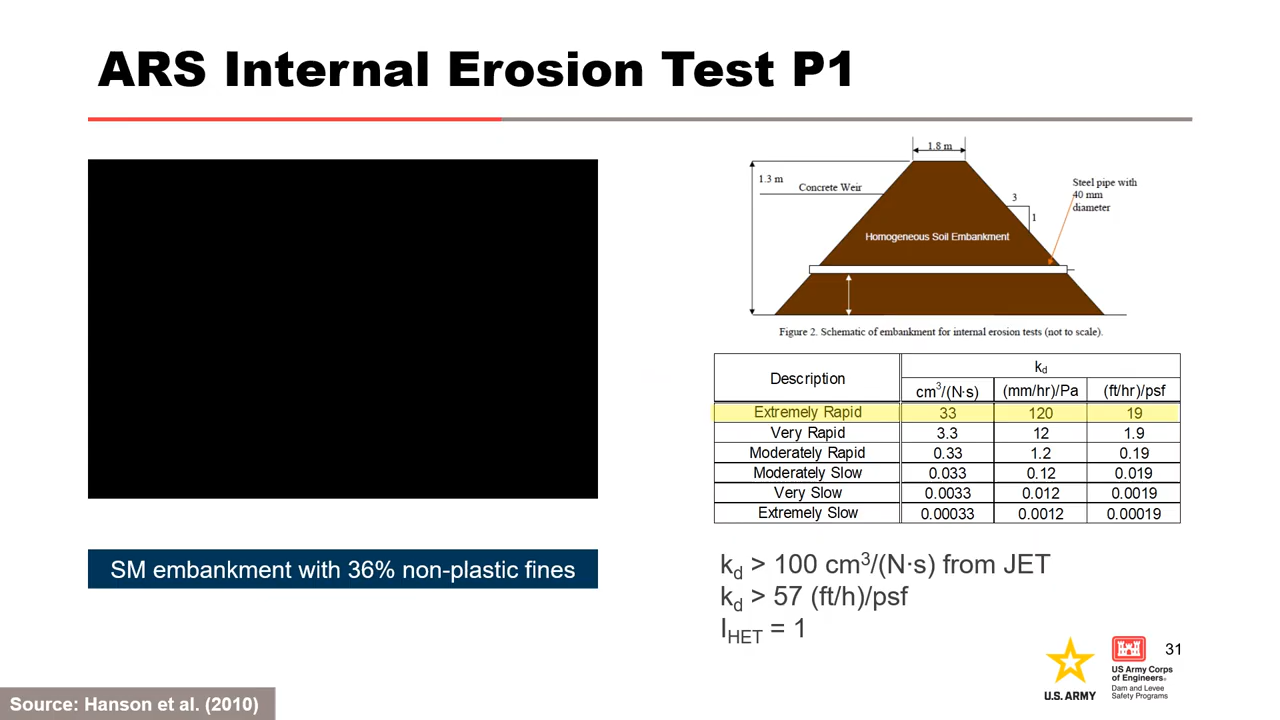 ARS Internal Erosion Test P1
1.8 m
1.3 m
Concrete Weir
Steel pipe with
40 mm
diameter
3
1
Homogeneous Soil Embankment
Figure 2. Schematic of embankment for internal erosion tests (not to scale).
Description kd
cm3/(N·s) (mm/hr)/Pa (ft/hr)/psf
Extremely Rapid 33 120 19
Very Rapid 3.3 12 1.9
Moderately Rapid 0.33 1.2 0.19
Moderately Slow 0.033 0.12 0.019
Very Slow 0.0033 0.012 0.0019
Extremely Slow 0.00033 0.0012 0.00019
SM embankment with 36% non-plastic fines
kd > 100 cm³/(N·s) from JET
kd > 57 (ft/h)/psf
IHET = 1
31
U.S. ARMY
US Army Corps
of Engineers®
Dam and Levee
Safety Programs
Source: Hanson et al. (2010)